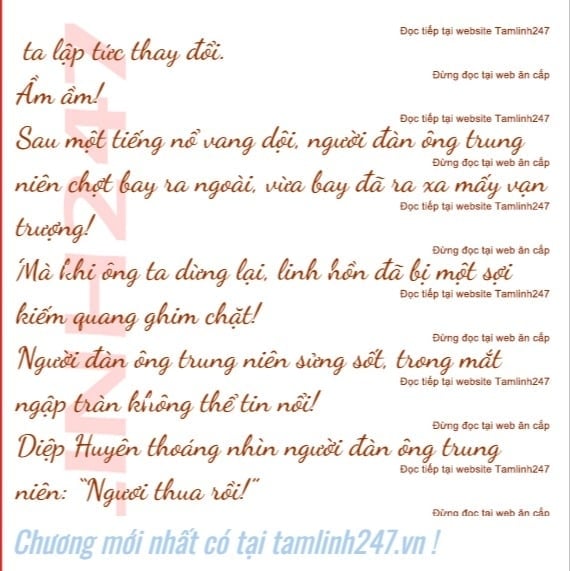 Đọc tiếp tại website Tamlinh247
ta lập tức thay đổi.
Đừng đọc tại web ăn cắp
Ầm ầm!
Đọc tiếp tại website Tamlinh247
Sau một tiếng nổ vang dội, người đàn ông trung
Đừng đọc tại web ăn cắp
niên chợt bay ra ngoài, vừa bay đã ra xa mấy vạn
Đọc tiếp tại website Tamlinh247
trượng!
Đừng đọc tại web ăn cắp
Mà khi ông ta dừng lại, linh hồn đã bị một sợi
Đọc tiếp tại website Tamlinh247
kiếm quang ghim chặt!
Đừng đọc tại web ăn cắp
Người đàn ông trung niên sửng sốt, trong mắt
Đọc tiếp tại website Tamlinh247
ngập tràn không thể tin nổi!
Đừng đọc tại web ăn cắp
Diệp Huyên thoáng nhìn người đàn ông trung
Đọc tiếp tại website Tamlinh247
niên: “Ngươi thua rồi!”
Đừng đọc tại web ăn cắp
-INH247
Chương mới nhất có tại tamlinh247.vn !